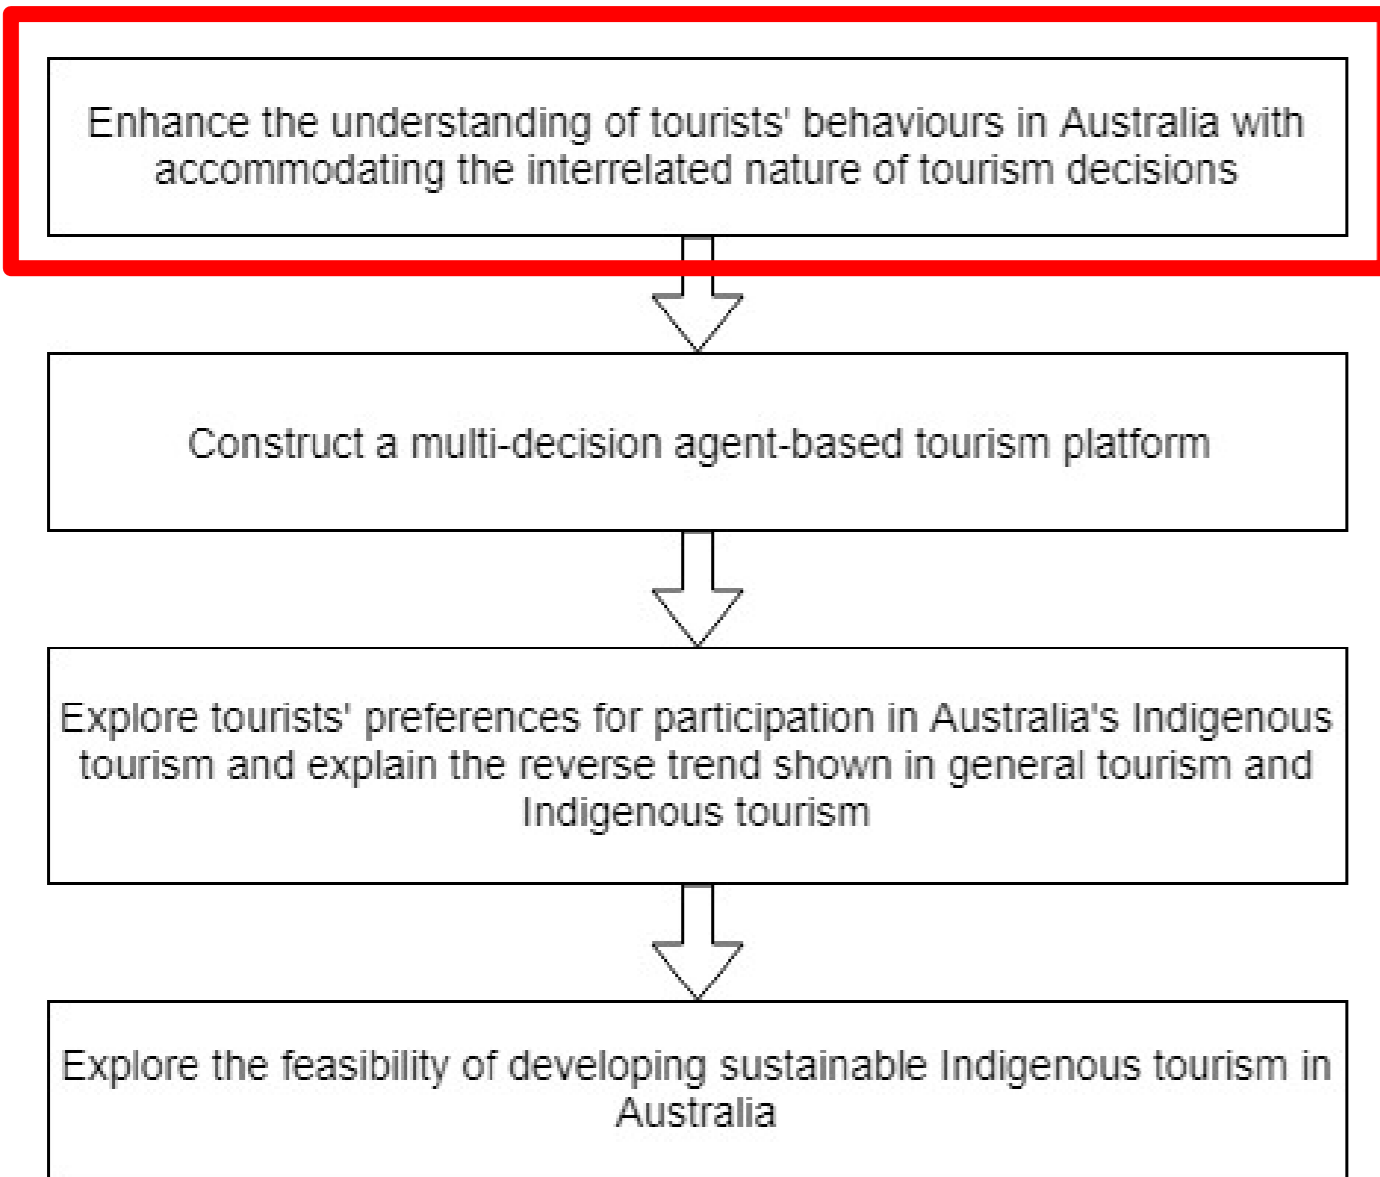 Enhance the understanding of tourists' behaviours in Australia with
accommodating the interrelated nature of tourism decisions
Construct a multi-decision agent-based tourism platform
Explore tourists' preferences for participation in Australia's Indigenous
tourism and explain the reverse trend shown in general tourism and
Indigenous tourism
Explore the feasibility of developing sustainable Indigenous tourism in
Australia